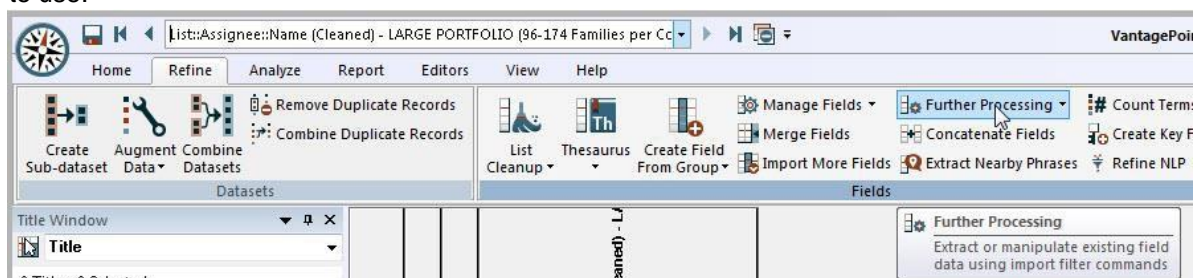 List::Assignee::Name (Cleaned) - LARGE PORTFOLIO (96-174 Families per Cc
Home Refine Analyze Report Editors View Help
Create Sub-dataset
Augment Data
Combine Datasets
Remove Duplicate Records
Combine Duplicate Records
Datasets
List Cleanup
Th
Thesaurus
Create Field From Group
Manage Fields
Merge Fields
Import More Fields
Further Processing
Concatenate Fields
Extract Nearby Phrases
# Count Term
Create Key F
Refine NLP
Fields
VantagePoi
Title Window
Title
Further Processing
Extract or manipulate existing field
data using import filter commands